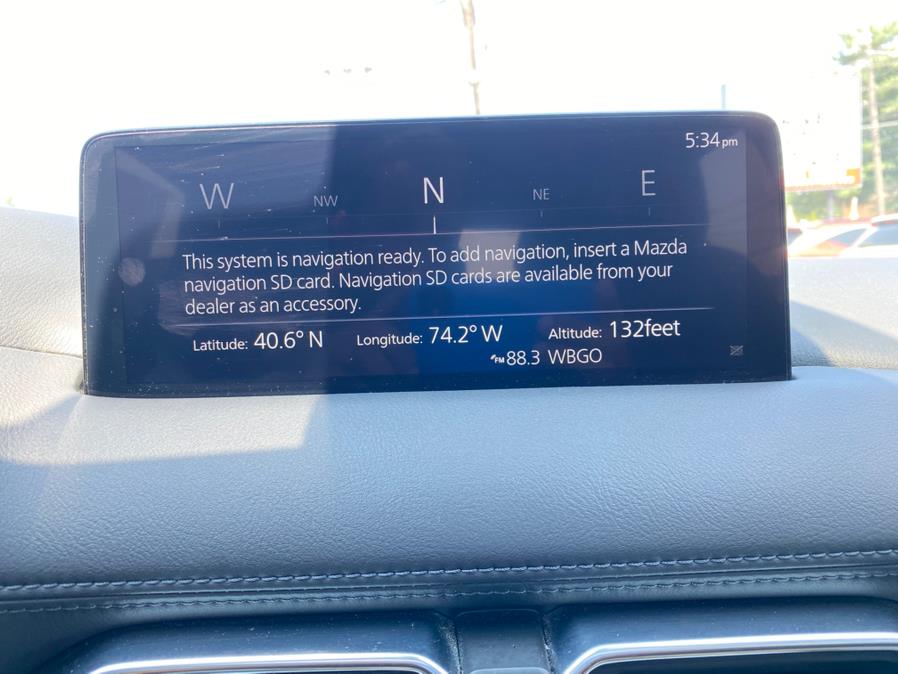 5:34 pm
W NW N NE E
This system is navigation ready. To add navigation, insert a Mazda
navigation SD card. Navigation SD cards are available from your
dealer as an accessory.
Latitude: 40.6° N Longitude: 74.2° W Altitude: 132feet
FM 88.3 WBGO